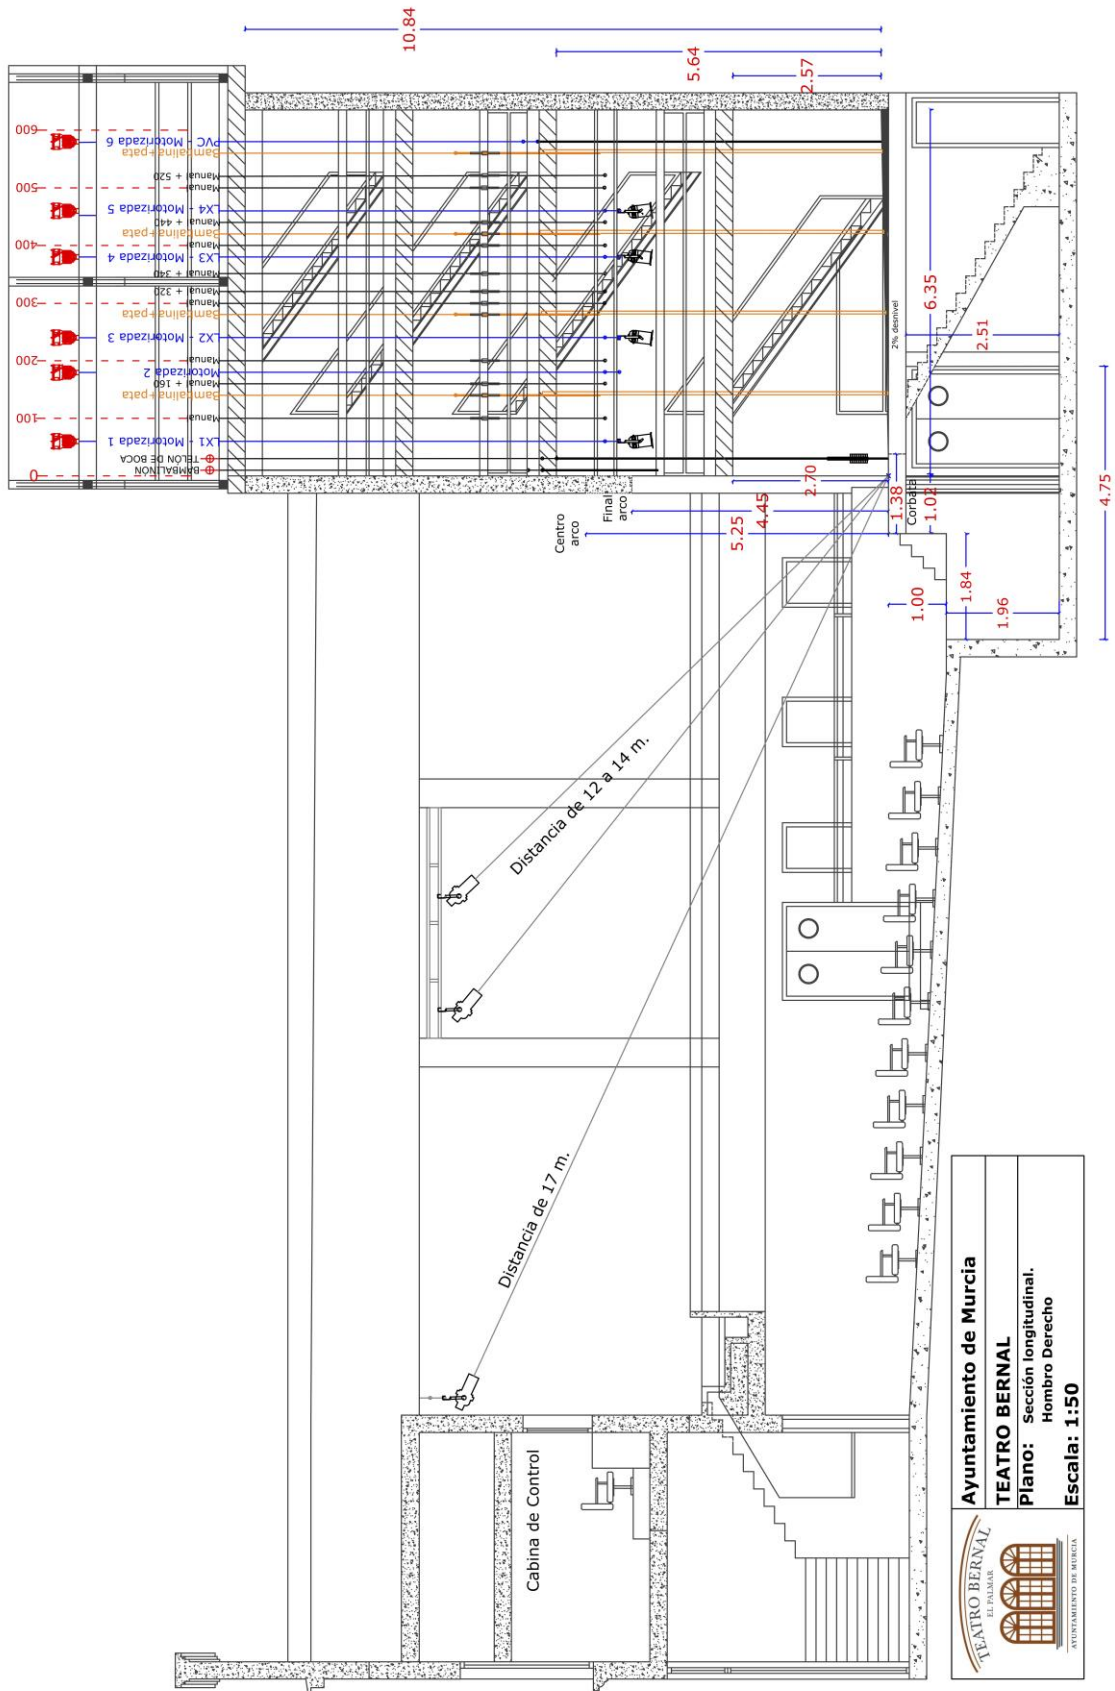 10.84
5.64
2.57
600
500
400
300
200
100
0
PVC - Motorizada 6
Bambalina+pata
Manual + 520
Manual
LX4 - Motorizada 5
Manual + 440
Bambalina+pata
Manual
LX3 - Motorizada 4
Manual + 340
Manual + 320
Manual
Bambalina+pata
LX2 - Motorizada 3
Manual
Motorizada 2
Manual + 160
Bambalina+pata
Manual
LX1 - Motorizada 1
TELÓN DE BOCA
BAMBALINÓN
2% desnivel
6.35
2.51
4.75
Centro
arco
Final
arco
5.25
4.45
2.70
1.38
Corbata
1.02
1.00
1.84
1.96
Distancia de 12 a 14 m.
Distancia de 17 m.
Cabina de Control
TEATRO BERNAL
EL PALMAR
AYUNTAMIENTO DE MURCIA
Ayuntamiento de Murcia
TEATRO BERNAL
Plano: Sección longitudinal.
Hombro Derecho
Escala: 1:50